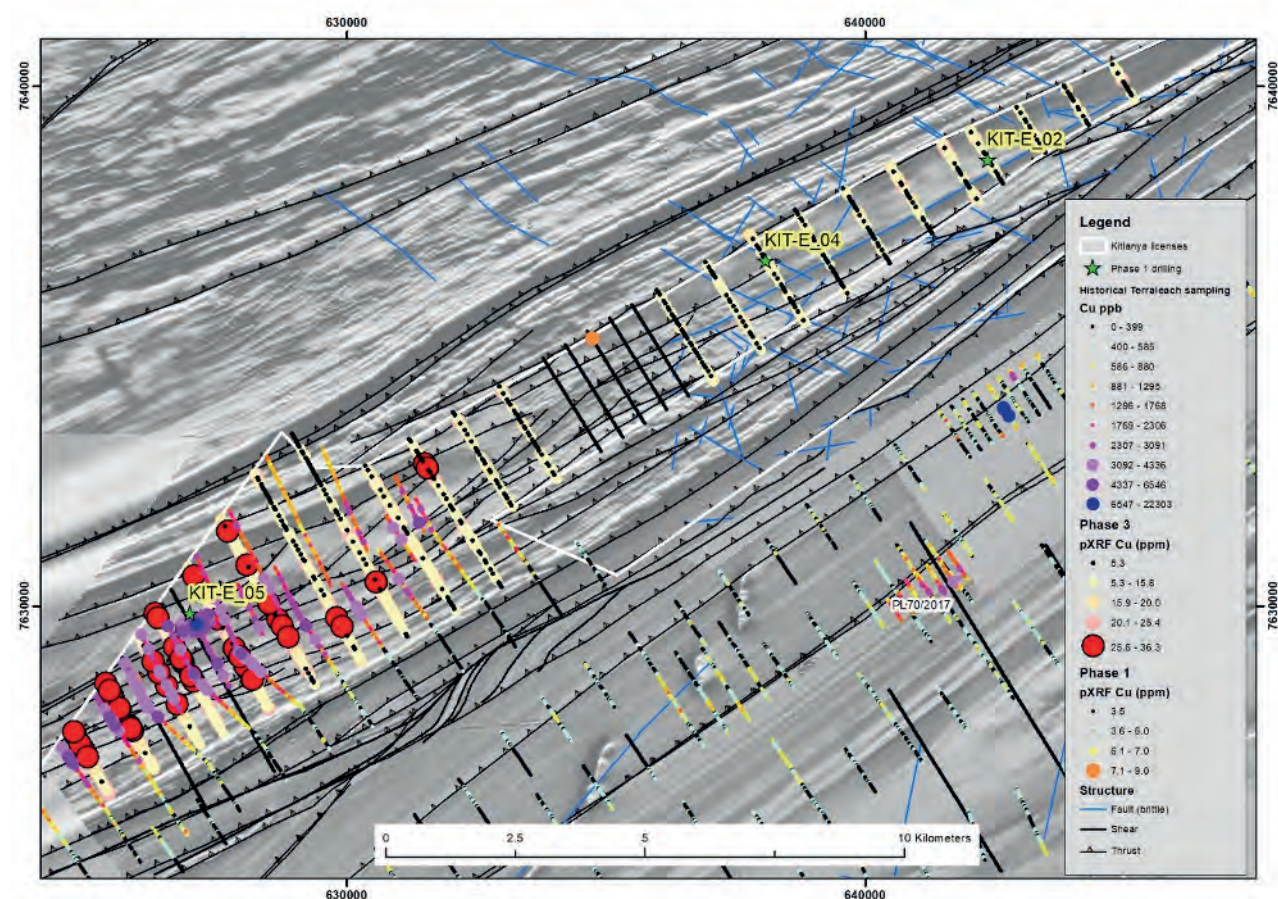 630000
640000
7640000
7640000
KIT-E_02
KIT-E_04
KIT-E_05
7630000
7630000
PL70/2017
Legend
Kitlanya licenses
Phase 1 drilling
Historical Terraleach sampling
Cu ppb
0 - 399
400 - 585
586 - 880
881 - 1295
1296 - 1768
1769 - 2306
2307 - 3091
3092 - 4336
4337 - 6546
6547 - 22303
Phase 3
pXRF Cu (ppm)
5.3
5.3 - 15.8
15.9 - 20.0
20.1 - 25.4
25.5 - 36.3
Phase 1
pXRF Cu (ppm)
3.5
3.6 - 6.0
6.1 - 7.0
7.1 - 9.0
Structure
Fault (brittle)
Shear
Thrust
0 2.5 5 10 Kilometers
630000
640000